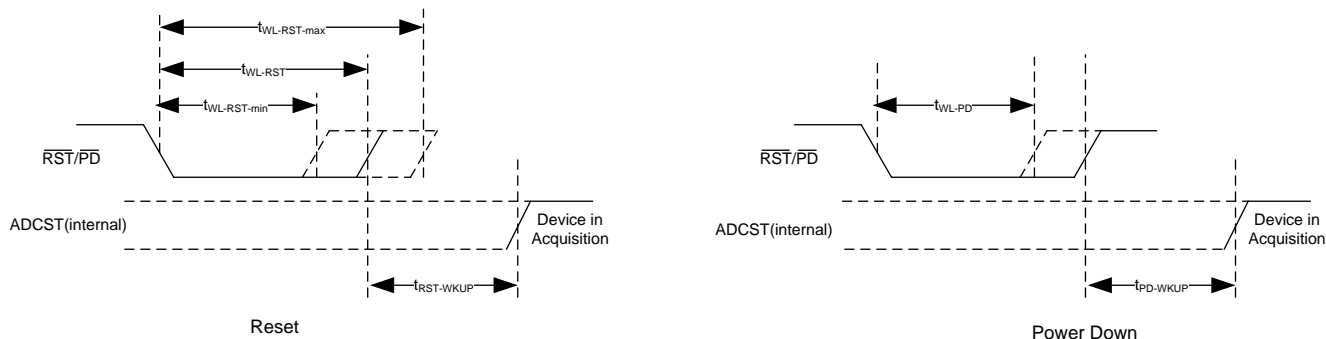 tWL-RST-max
tWL-RST
tWL-RST-min
RST/PD
ADCST(internal)
Device in
Acquisition
tRST-WKUP
Reset
tWL-PD
RST/PD
ADCST(internal)
Device in
Acquisition
tPD-WKUP
Power Down